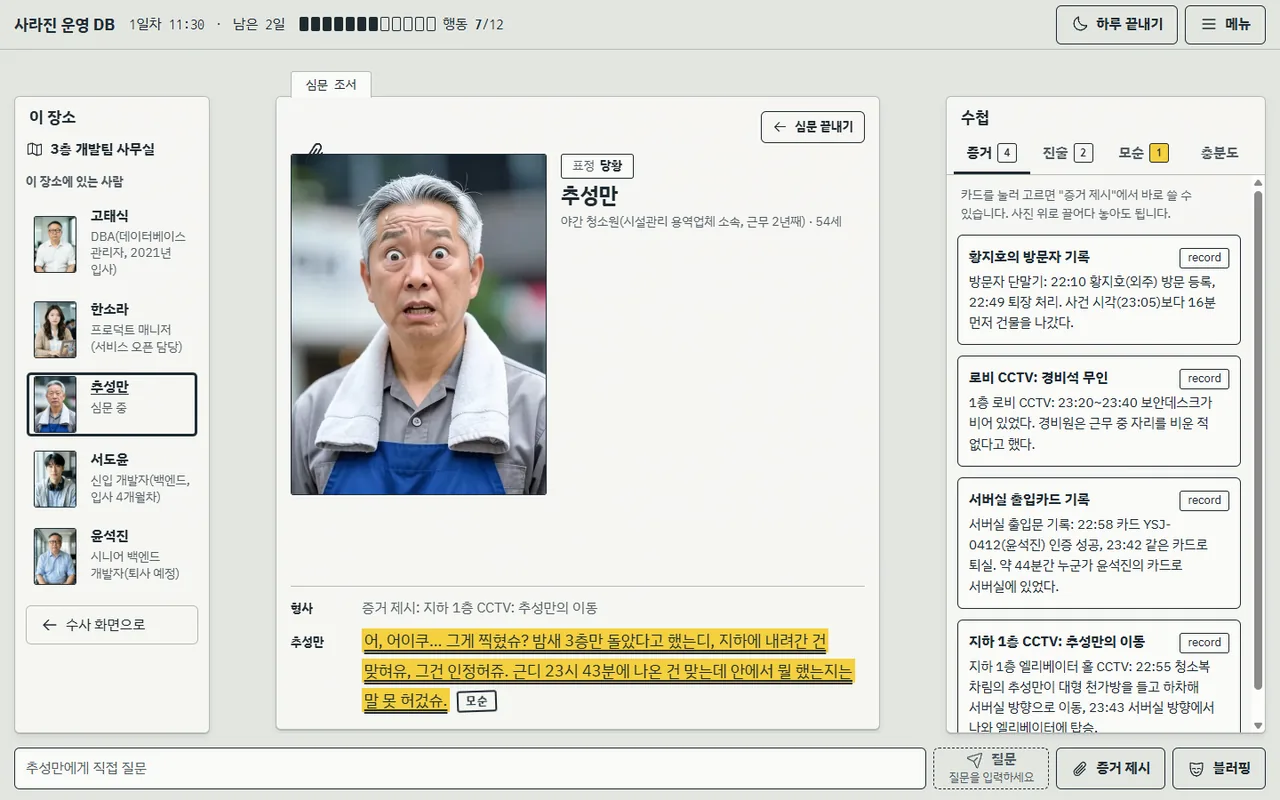 사라진 운영 DB 1일차 11:30 · 남은 2일 행동 7/12
하루 끝내기
메뉴
이 장소
3층 개발팀 사무실
이 장소에 있는 사람
고태식
DBA(데이터베이스
관리자, 2021년
입사)
한소라
프로덕트 매니저
(서비스 오픈 담당)
추성만
심문 중
서도윤
신입 개발자(백엔드,
입사 4개월차)
윤석진
시니어 백엔드
개발자(퇴사 예정)
수사 화면으로
심문 조서
심문 끝내기
표정 당황
추성만
야간 청소원(시설관리 용역업체 소속, 근무 2년째) · 54세
형사 증거 제시: 지하 1층 CCTV: 추성만의 이동
추성만 어, 어이쿠… 그게 찍혔슈? 밤새 3층만 돌았다고 했는디, 지하에 내려간 건
맞혀유, 그건 인정허쥬. 근디 23시 43분에 나온 건 맞는데 안에서 뭘 했는지는
말 못 허겄슈. 모순
수첩
증거 4 진술 2 모순 1 충분도
카드를 눌러 고르면 "증거 제시"에서 바로 쓸 수
있습니다. 사진 위로 끌어다 놓아도 됩니다.
황지호의 방문자 기록 record
방문자 단말기: 22:10 황지호(외주) 방문 등록,
22:49 퇴장 처리. 사건 시각(23:05)보다 16분
먼저 건물을 나갔다.
로비 CCTV: 경비석 무인 record
1층 로비 CCTV: 23:20~23:40 보안데스크가
비어 있었다. 경비원은 근무 중 자리를 비운 적
없다고 했다.
서버실 출입카드 기록 record
서버실 출입문 기록: 22:58 카드 YSJ-
0412(윤석진) 인증 성공, 23:42 같은 카드로
퇴실. 약 44분간 누군가 윤석진의 카드로
서버실에 있었다.
지하 1층 CCTV: 추성만의 이동 record
지하 1층 엘리베이터 홀 CCTV: 22:55 청소복
차림의 추성만이 대형 천가방을 들고 하차해
서버실 방향으로 이동, 23:43 서버실 방향에서
나와 엘리베이터에 탑승.
추성만에게 직접 질문
질문
질문을 입력하세요
증거 제시
블러핑